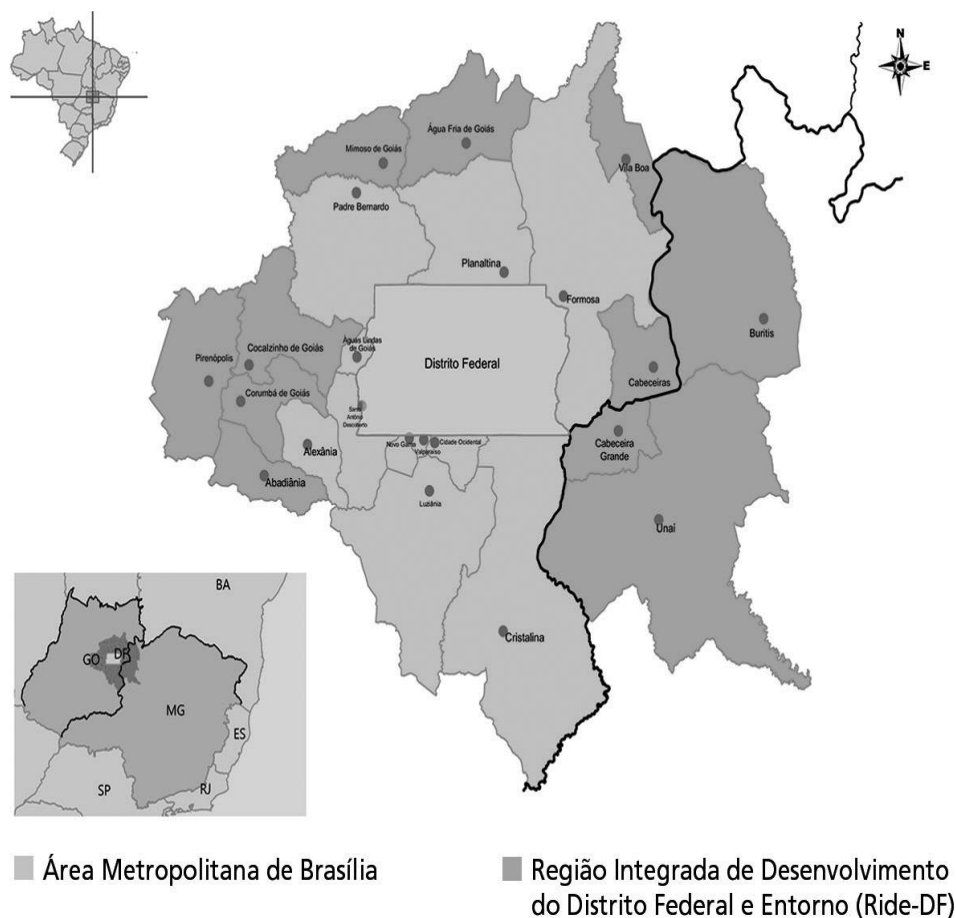 N
E
Água Fria de Goiás
Mimoso de Goiás
Vila Boa
Padre Bernardo
Planaltina
Formosa
Buritis
Águas Lindas
de Goiás
Cocalzinho de Goiás
Pirenópolis
Distrito Federal
Cabeceiras
Corumbá de Goiás
Santo
Antônio
Descoberto
Alexânia
Novo Gama
Valparaíso
Cidade Ocidental
Cabeceira
Grande
Abadiânia
Luziânia
Unaí
Cristalina
BA
GO
DF
MG
ES
SP
RJ
Área Metropolitana de Brasília
Região Integrada de Desenvolvimento
do Distrito Federal e Entorno (Ride-DF)